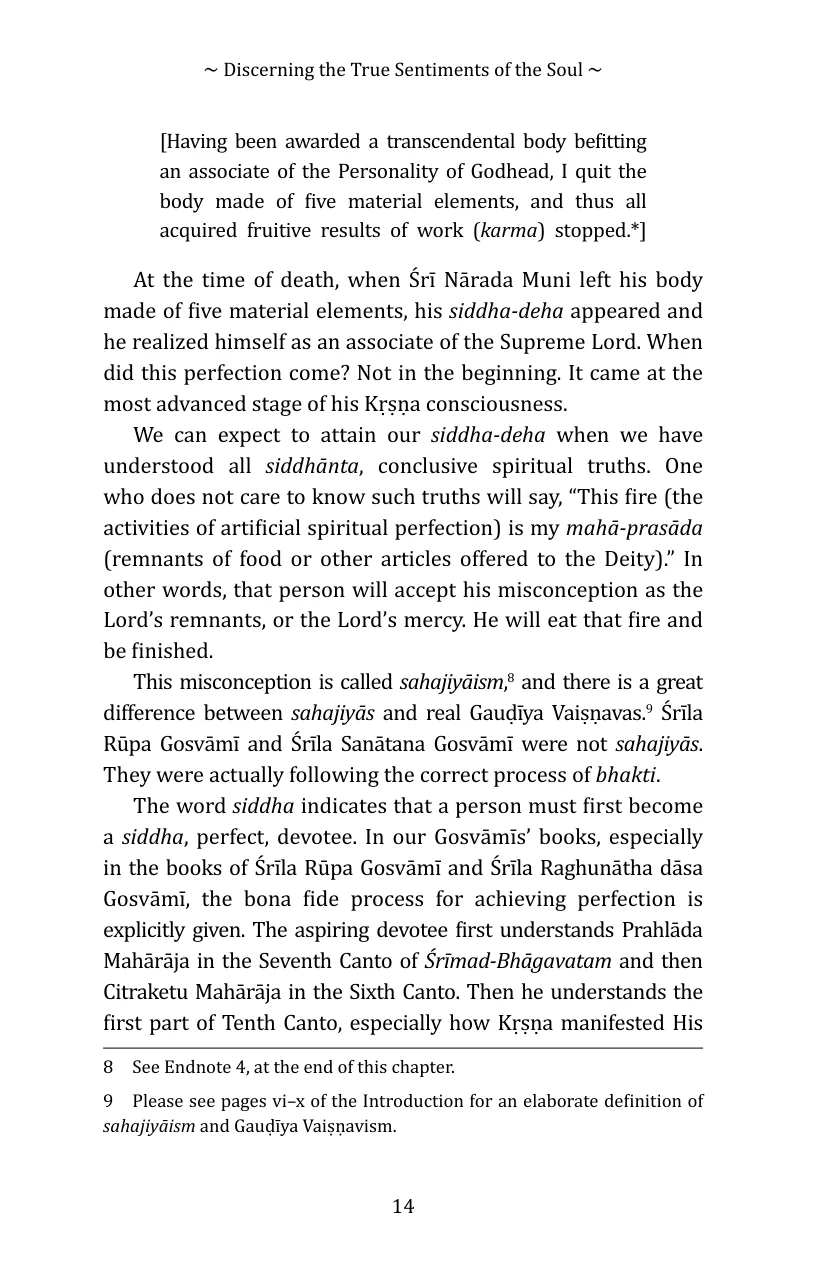 ~ Discerning the True Sentiments of the Soul ~
[Having been awarded a transcendental body befitting
an associate of the Personality of Godhead, I quit the
body made of five material elements, and thus all
acquired fruitive results of work (karma) stopped.*]
At the time of death, when Śrī Nārada Muni left his body
made of five material elements, his siddha-deha appeared and
he realized himself as an associate of the Supreme Lord. When
did this perfection come? Not in the beginning. It came at the
most advanced stage of his Kṛṣṇa consciousness.
We can expect to attain our siddha-deha when we have
understood all siddhānta, conclusive spiritual truths. One
who does not care to know such truths will say, “This fire (the
activities of artificial spiritual perfection) is my mahā-prasāda
(remnants of food or other articles offered to the Deity).” In
other words, that person will accept his misconception as the
Lord’s remnants, or the Lord’s mercy. He will eat that fire and
be finished.
This misconception is called sahajiyāism,⁸ and there is a great
difference between sahajiyās and real Gauḍīya Vaiṣṇavas.⁹ Śrīla
Rūpa Gosvāmī and Śrīla Sanātana Gosvāmī were not sahajiyās.
They were actually following the correct process of bhakti.
The word siddha indicates that a person must first become
a siddha, perfect, devotee. In our Gosvāmīs’ books, especially
in the books of Śrīla Rūpa Gosvāmī and Śrīla Raghunātha dāsa
Gosvāmī, the bona fide process for achieving perfection is
explicitly given. The aspiring devotee first understands Prahlāda
Mahārāja in the Seventh Canto of Śrīmad-Bhāgavatam and then
Citraketu Mahārāja in the Sixth Canto. Then he understands the
first part of Tenth Canto, especially how Kṛṣṇa manifested His
8 See Endnote 4, at the end of this chapter.
9 Please see pages vi–x of the Introduction for an elaborate definition of
sahajiyāism and Gauḍīya Vaiṣṇavism.
14